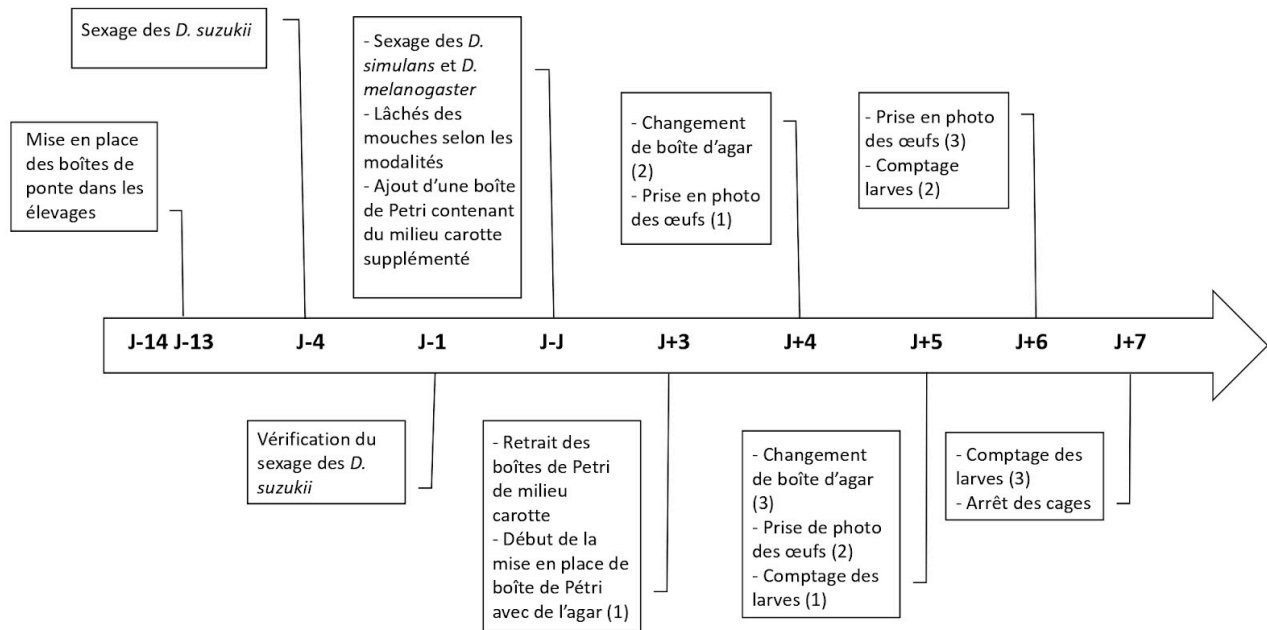 Sexage des D. suzukii
Mise en place
des boîtes de
ponte dans les
élevages
- Sexage des D.
simulans et D.
melanogaster
- Lâchés des
mouches selon les
modalités
- Ajout d'une boîte
de Petri contenant
du milieu carotte
supplémenté
- Changement
de boîte d'agar
(2)
- Prise en photo
des œufs (1)
- Prise en photo
des œufs (3)
- Comptage
larves (2)
J-14 J-13 J-4 J-1 J-J J+3 J+4 J+5 J+6 J+7
Vérification du
sexage des D.
suzukii
- Retrait des
boîtes de Petri
de milieu
carotte
- Début de la
mise en place de
boîte de Pétri
avec de l'agar (1)
- Changement
de boîte d'agar
(3)
- Prise de photo
des œufs (2)
- Comptage des
larves (1)
- Comptage des
larves (3)
- Arrêt des cages